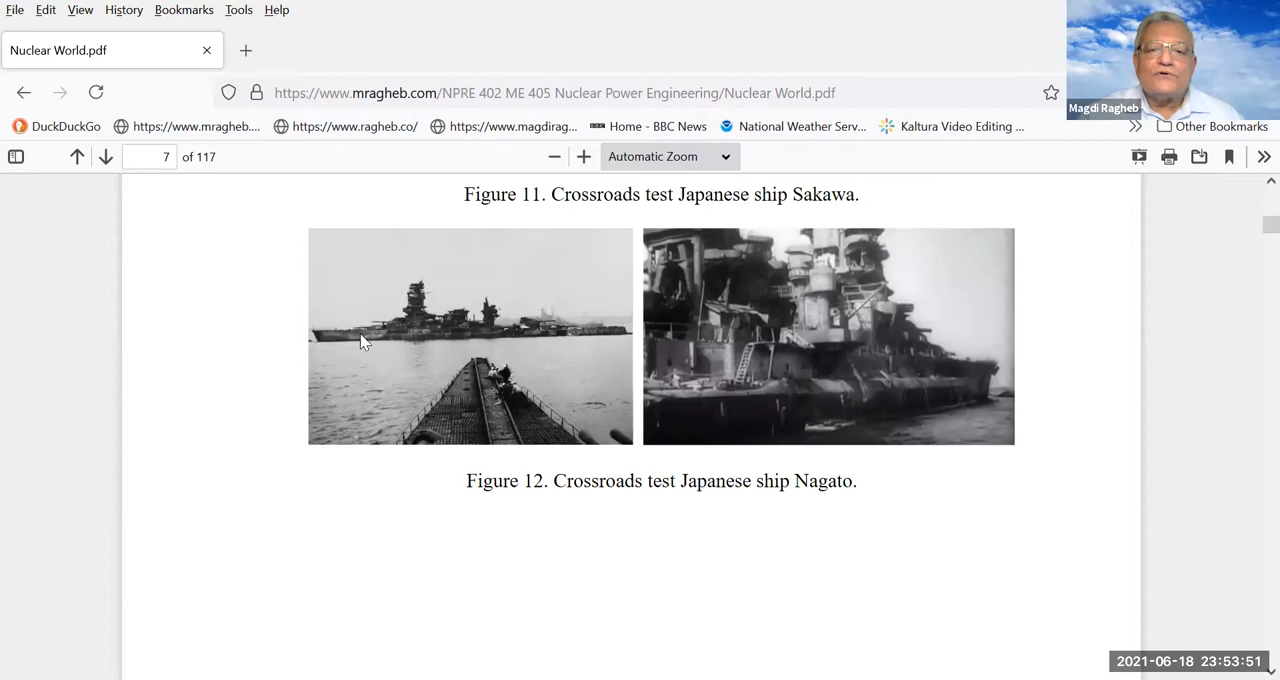 File Edit View History Bookmarks Tools Help
Nuclear World.pdf
https://www.mragheb.com/NPRE 402 ME 405 Nuclear Power Engineering/Nuclear World.pdf
Magdi Ragheb
DuckDuckGo https://www.mragheb.... https://www.ragheb.co/ https://www.magdirag... BBC Home - BBC News National Weather Serv... Kaltura Video Editing ... Other Bookmarks
7 of 117 Automatic Zoom
Figure 11. Crossroads test Japanese ship Sakawa.
Figure 12. Crossroads test Japanese ship Nagato.
2021-06-18 23:53:51